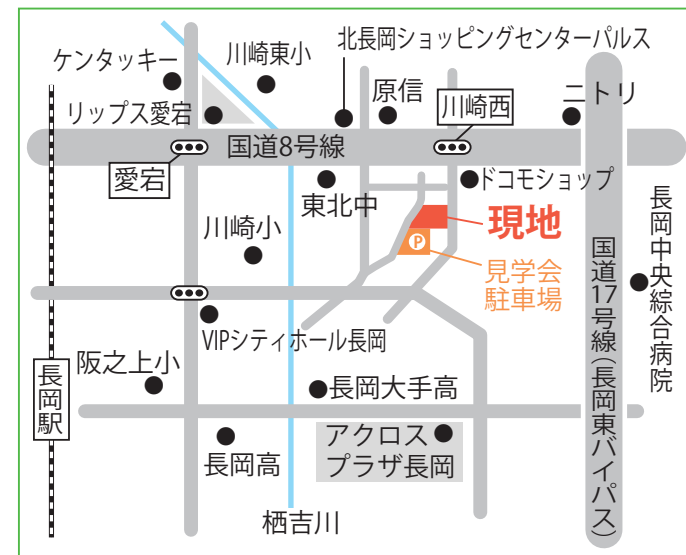 北長岡ショッピングセンターパルス
川崎東小
ケンタッキー
原信
ニトリ
リップス愛宕
川崎西
国道8号線
愛宕
ドコモショップ
東北中
長岡中央綜合病院
川崎小
現地
P
見学会
駐車場
国道17号線(長岡東バイパス)
VIPシティホール長岡
阪之上小
長岡駅
長岡大手高
アクロス
プラザ長岡
長岡高
栖吉川